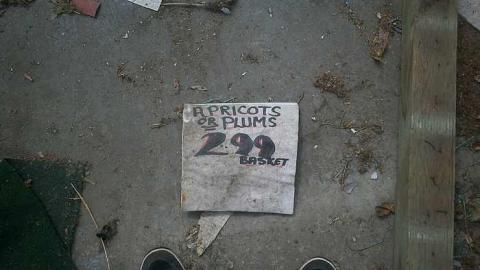 APRICOTS
OR PLUMS
2.99
BASKET